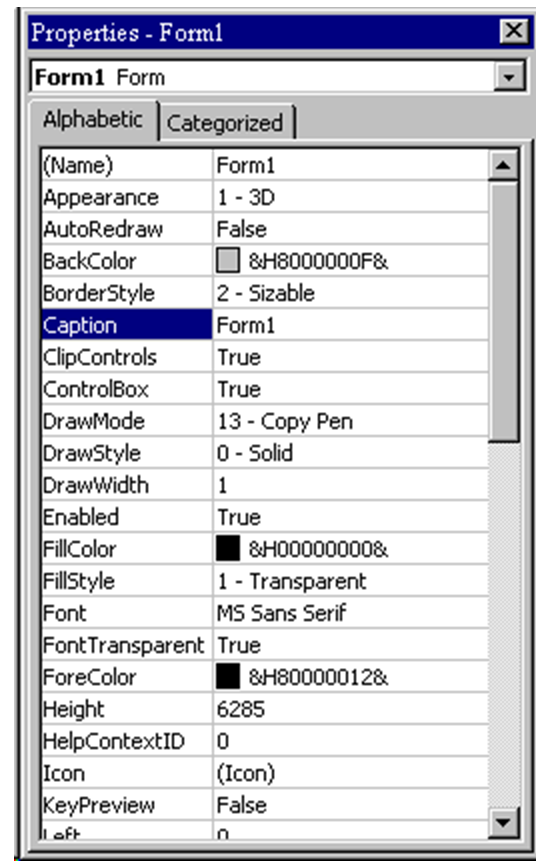 Properties - Form1
Form1 Form
Alphabetic Categorized
(Name) Form1
Appearance 1 - 3D
AutoRedraw False
BackColor &H8000000F&
BorderStyle 2 - Sizable
Caption Form1
ClipControls True
ControlBox True
DrawMode 13 - Copy Pen
DrawStyle 0 - Solid
DrawWidth 1
Enabled True
FillColor &H00000000&
FillStyle 1 - Transparent
Font MS Sans Serif
FontTransparent True
ForeColor &H80000012&
Height 6285
HelpContextID 0
Icon (Icon)
KeyPreview False
Left 0